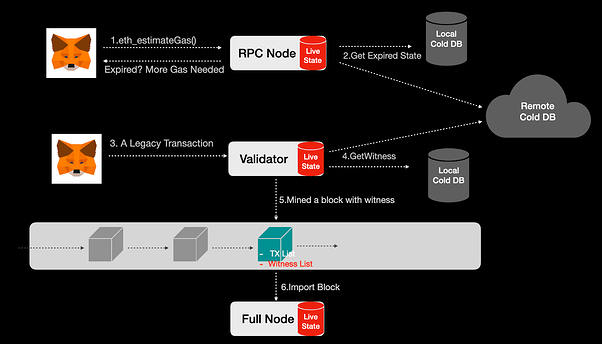 1.eth_estimateGas()
Expired? More Gas Needed
RPC Node
Live
State
2.Get Expired State
Local
Cold DB
Remote
Cold DB
3. A Legacy Transaction
Validator
Live
State
4.GetWitness
Local
Cold DB
5.Mined a block with witness
- TX List
- Witness List
6.Import Block
Full Node
Live
State